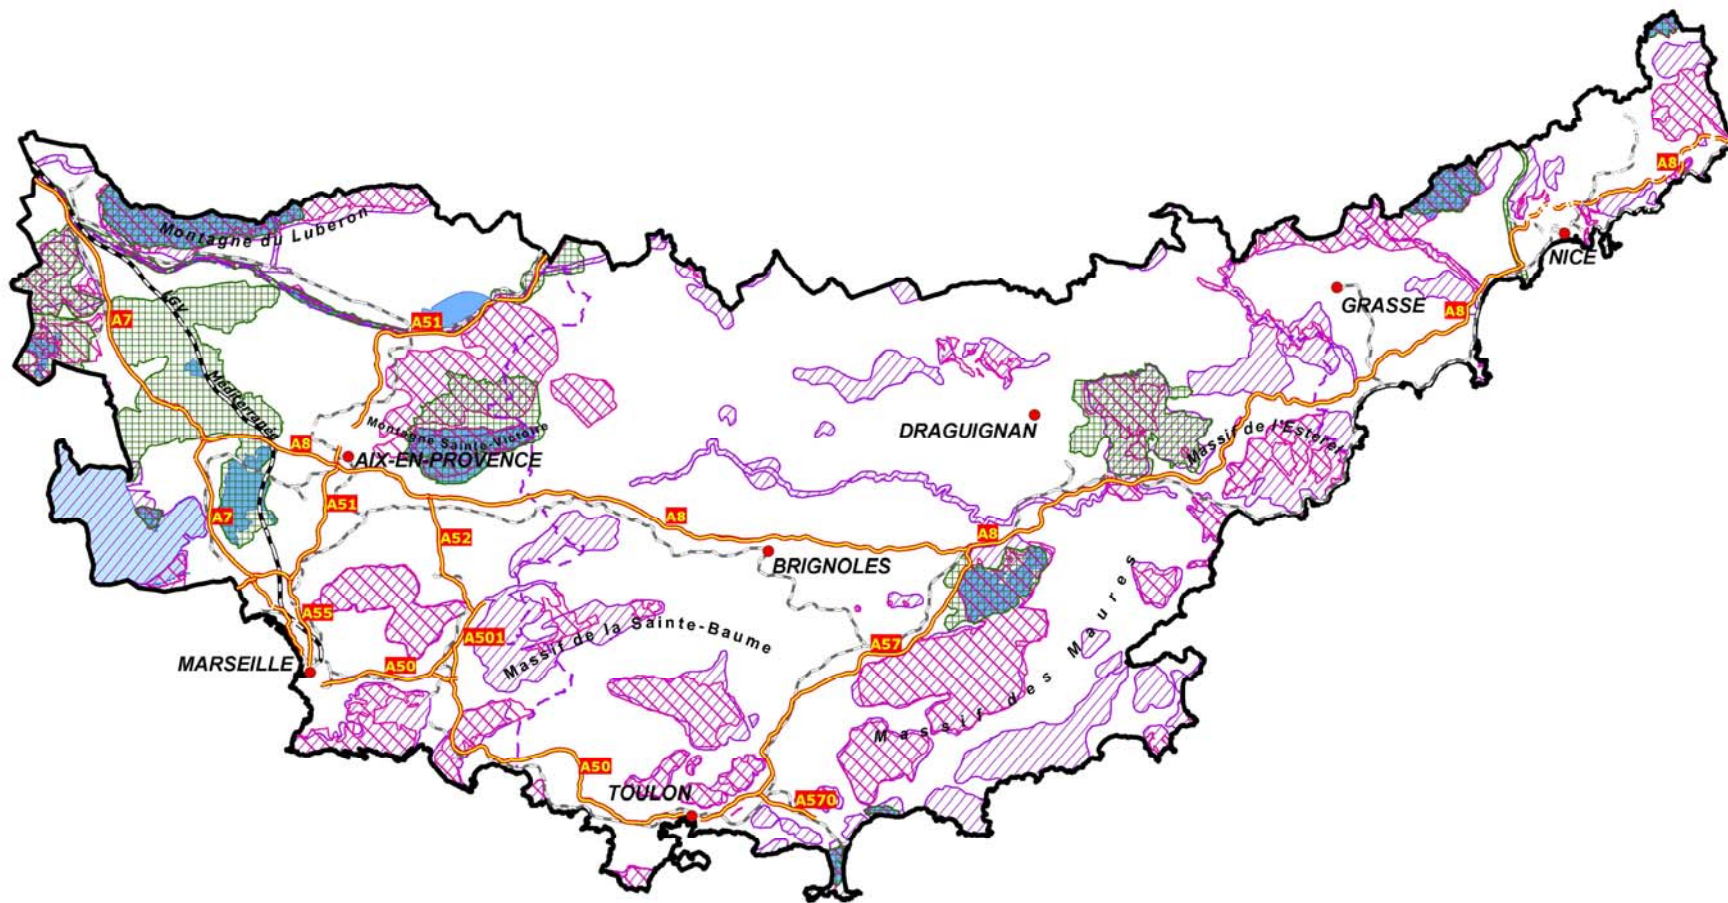 A8
Montagne du Luberon
NICE
LGV
GRASSE
A7
A51
A8
Méditerranée
Montagne Sainte-Victoire
DRAGUIGNAN
A8
AIX-EN-PROVENCE
Massif de l'Esterel
A51
A7
A8
A52
A8
BRIGNOLES
A55
A501
Massif de la Sainte-Baume
A57
Massif des Maures
MARSEILLE
A50
A50
TOULON
A570